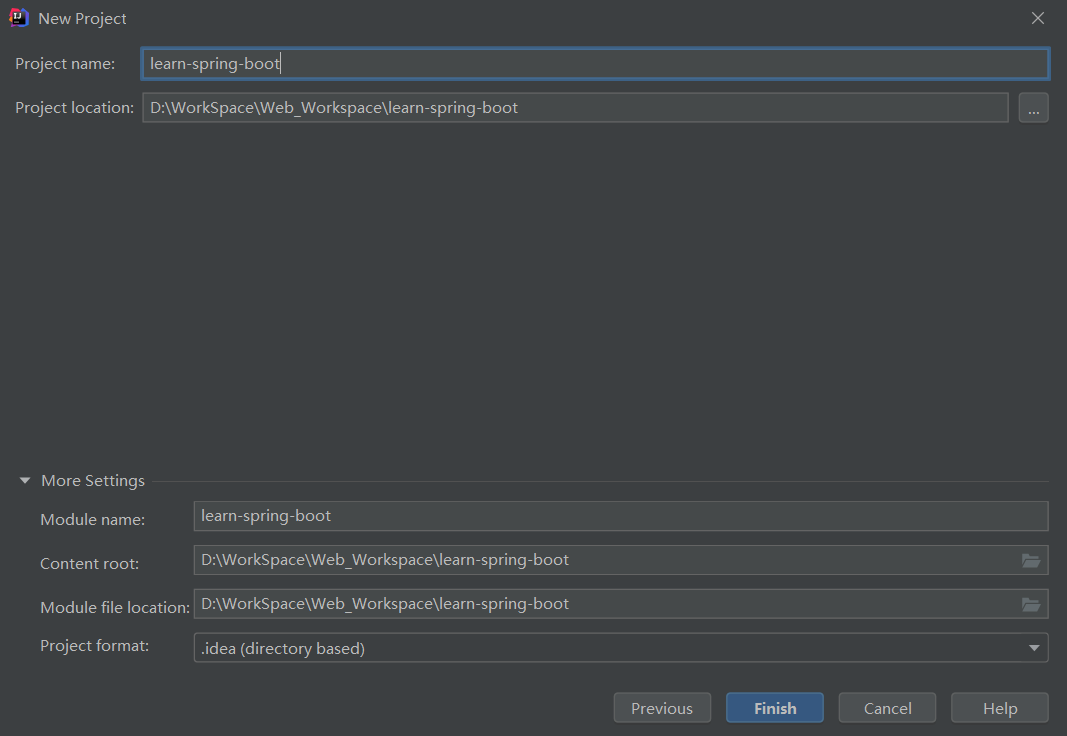 New Project
Project name: learn-spring-boot
Project location: D:\WorkSpace\Web_Workspace\learn-spring-boot ...
More Settings
Module name: learn-spring-boot
Content root: D:\WorkSpace\Web_Workspace\learn-spring-boot
Module file location: D:\WorkSpace\Web_Workspace\learn-spring-boot
Project format: .idea (directory based)
Previous Finish Cancel Help